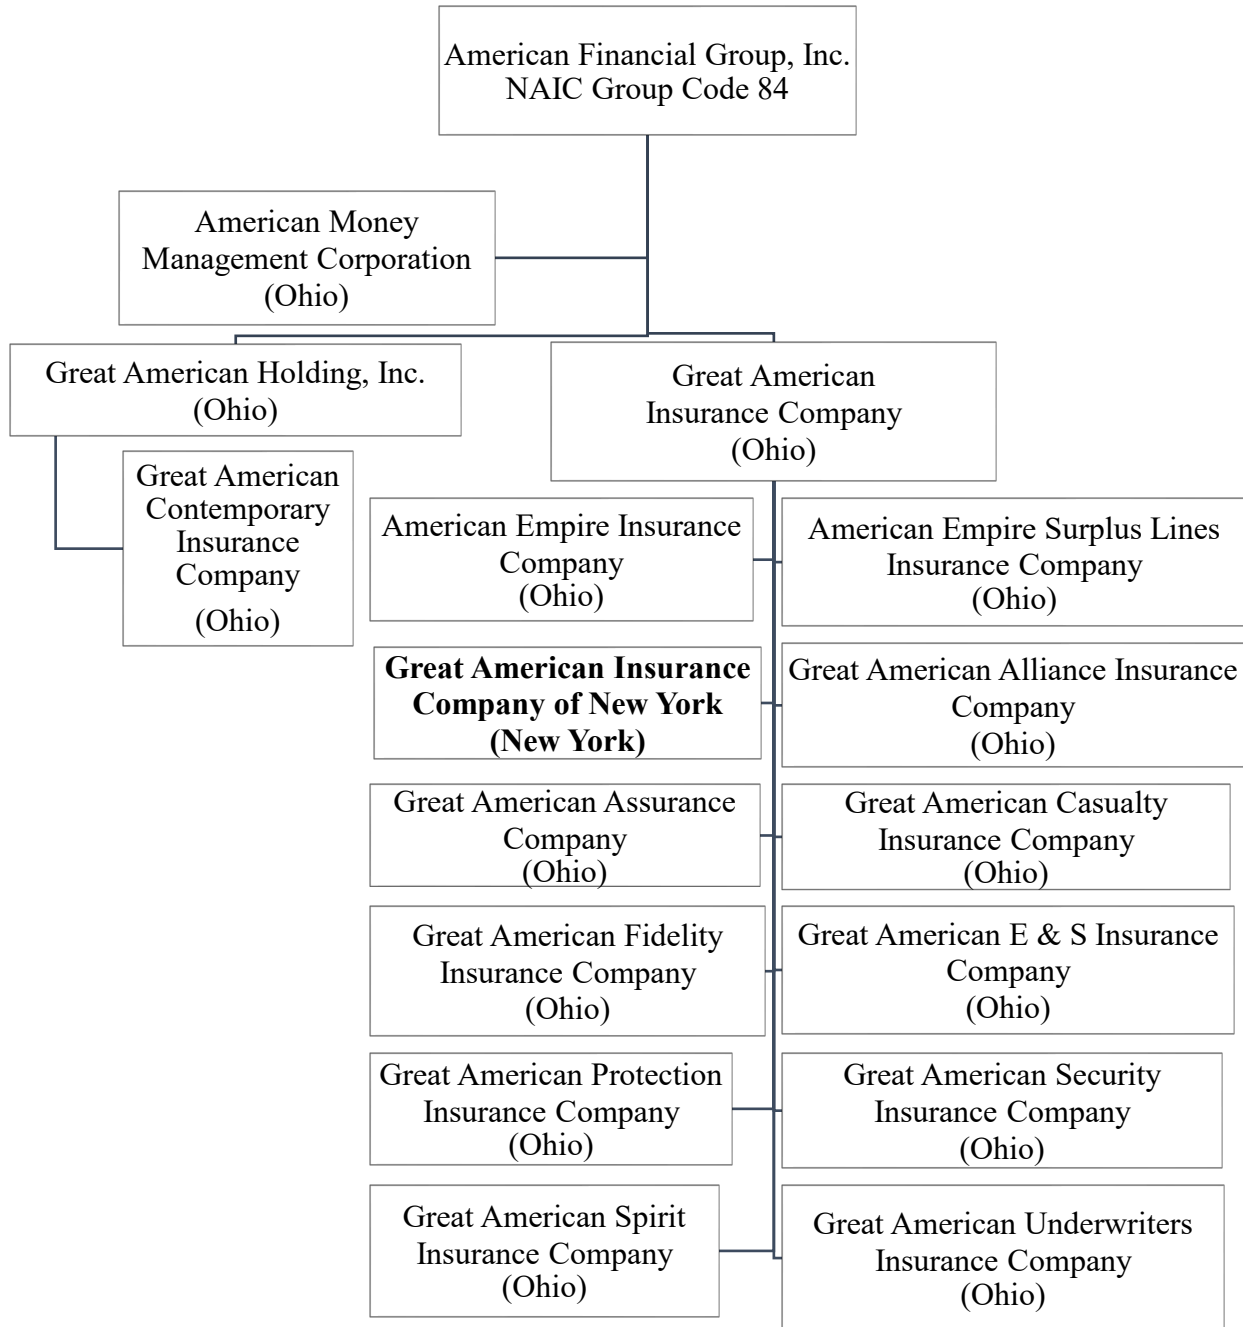 American Financial Group, Inc.
NAIC Group Code 84
American Money
Management Corporation
(Ohio)
Great American Holding, Inc.
(Ohio)
Great American
Insurance Company
(Ohio)
Great American
Contemporary
Insurance
Company
(Ohio)
American Empire Insurance
Company
(Ohio)
American Empire Surplus Lines
Insurance Company
(Ohio)
Great American Insurance
Company of New York
(New York)
Great American Alliance Insurance
Company
(Ohio)
Great American Assurance
Company
(Ohio)
Great American Casualty
Insurance Company
(Ohio)
Great American Fidelity
Insurance Company
(Ohio)
Great American E & S Insurance
Company
(Ohio)
Great American Protection
Insurance Company
(Ohio)
Great American Security
Insurance Company
(Ohio)
Great American Spirit
Insurance Company
(Ohio)
Great American Underwriters
Insurance Company
(Ohio)